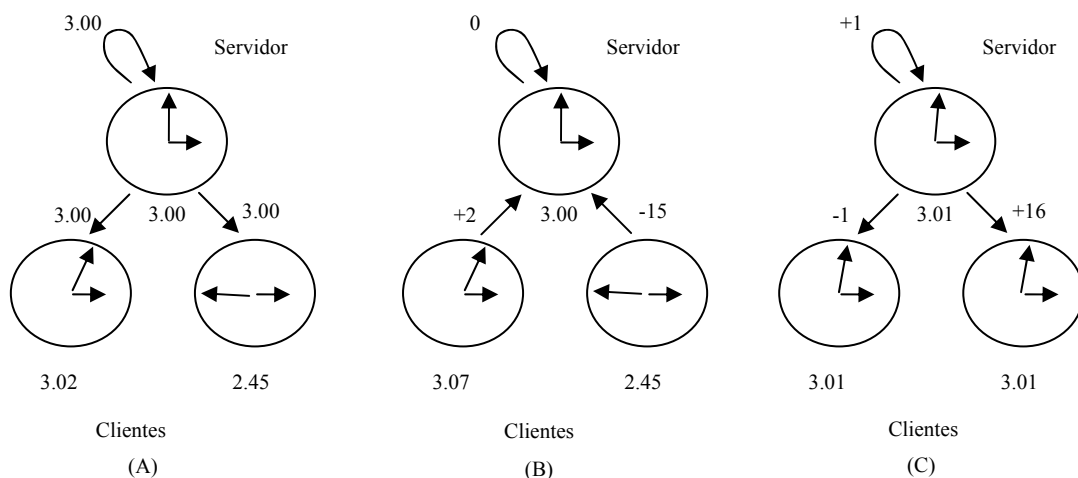 3.00
Servidor
3.00
3.00
3.00
3.02
2.45
Clientes
(A)
0
Servidor
+2
3.00
-15
3.07
2.45
Clientes
(B)
+1
Servidor
-1
3.01
+16
3.01
3.01
Clientes
(C)